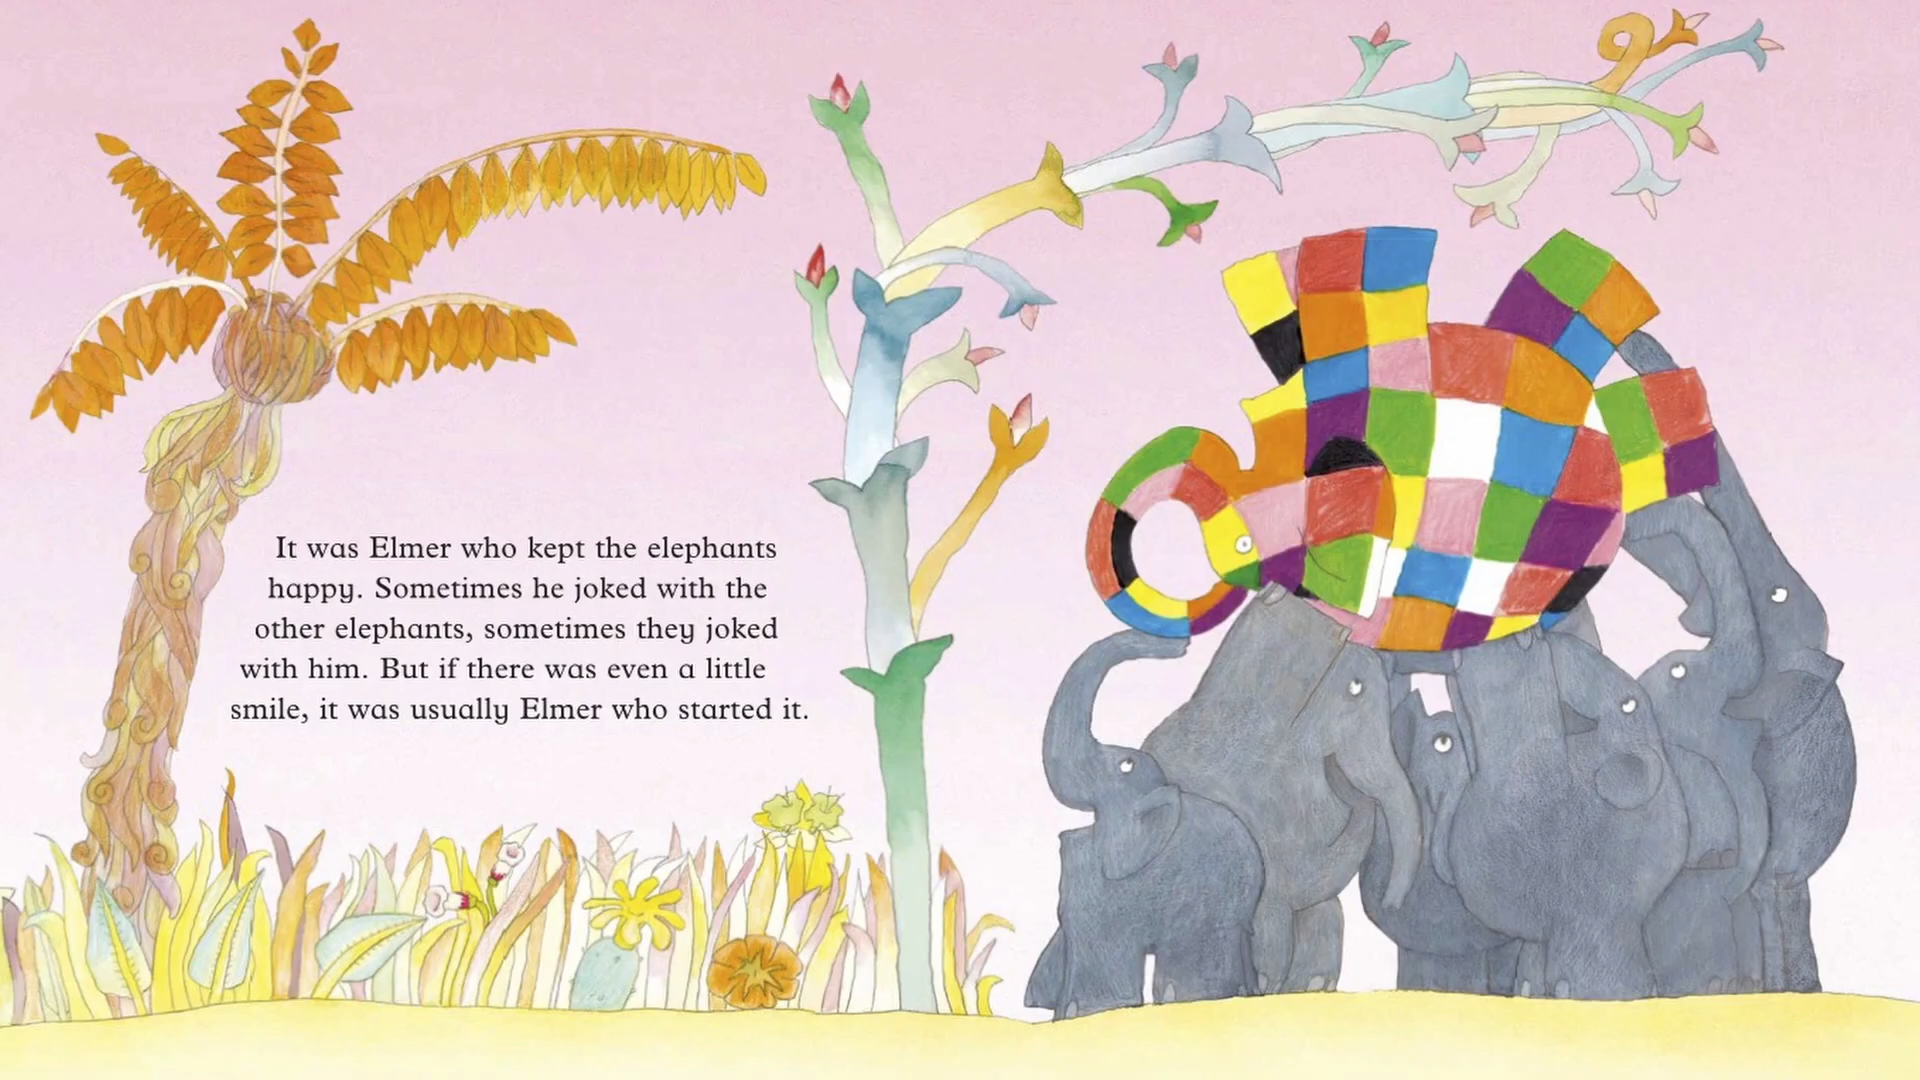 It was Elmer who kept the elephants
happy. Sometimes he joked with the
other elephants, sometimes they joked
with him. But if there was even a little
smile, it was usually Elmer who started it.